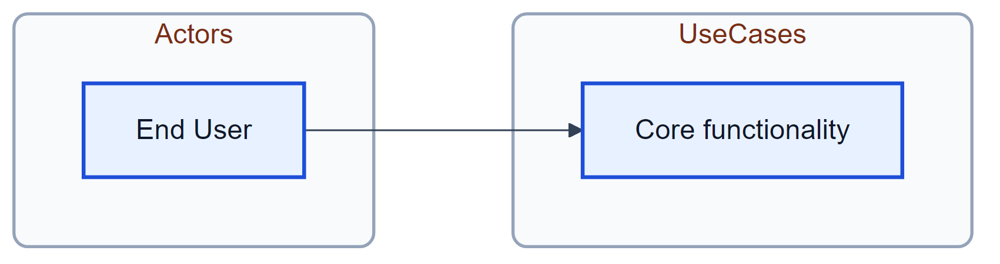 Actors
End User
UseCases
Core functionality